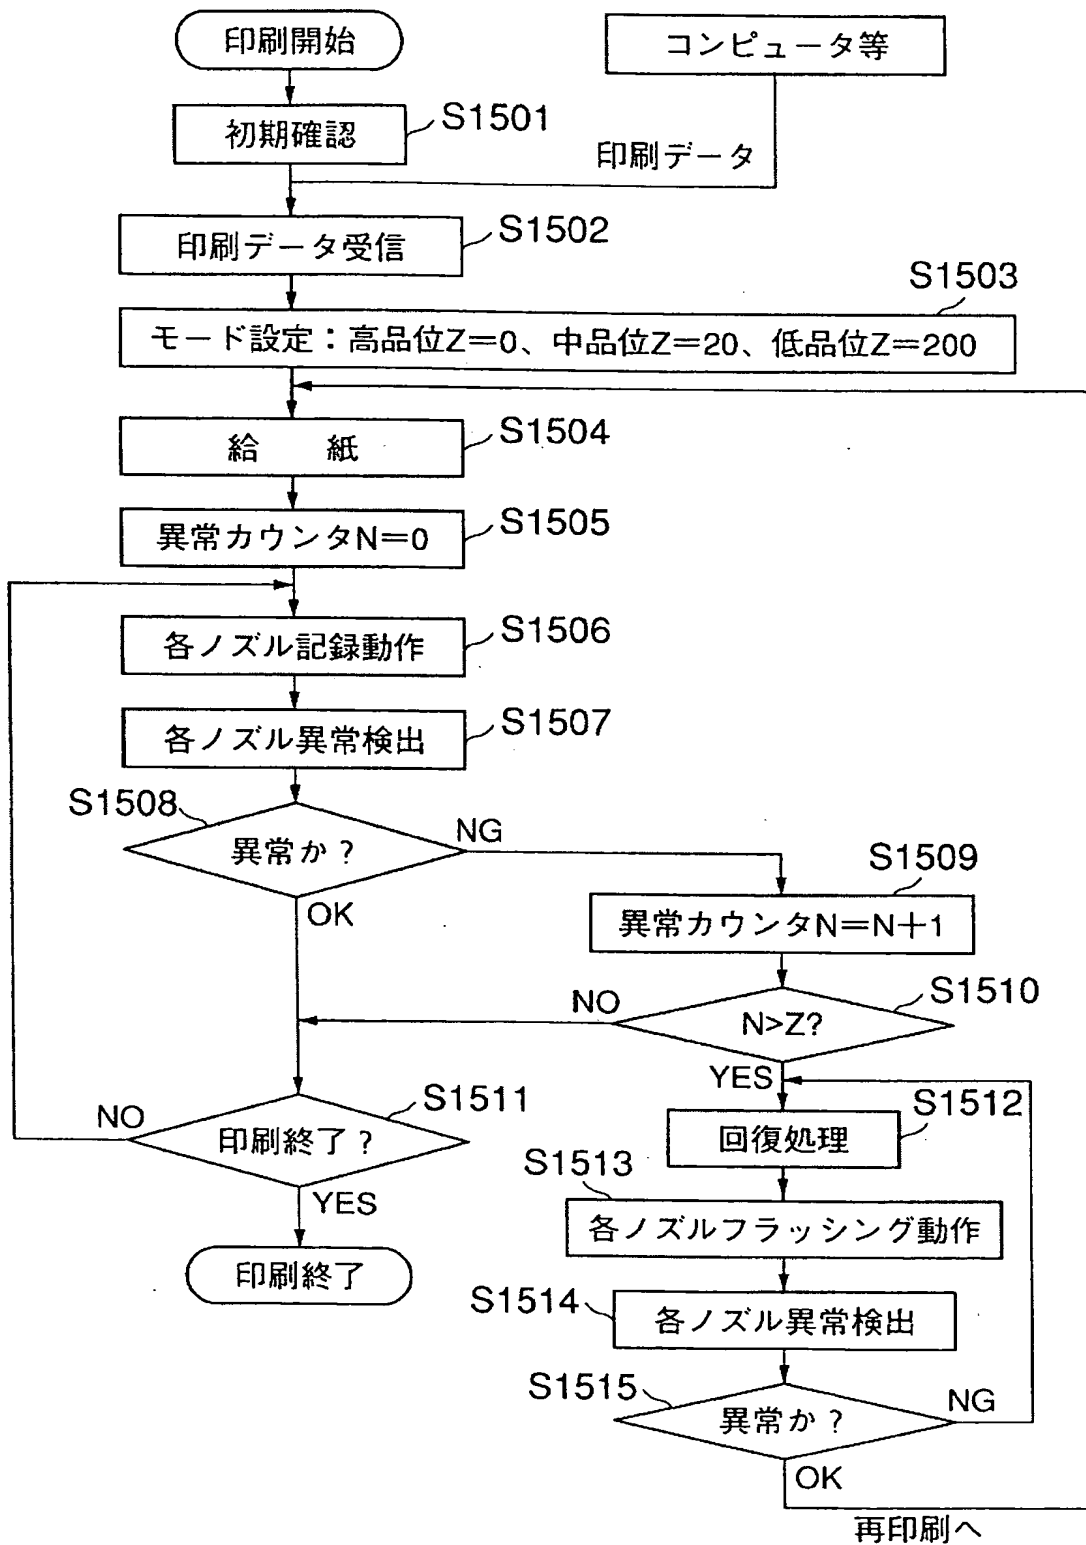 印刷開始
コンピュータ等
初期確認
S1501
印刷データ
印刷データ受信
S1502
S1503
モード設定：高品位Z＝0、中品位Z＝20、低品位Z＝200
給　　紙
S1504
異常カウンタN＝0
S1505
各ノズル記録動作
S1506
各ノズル異常検出
S1507
S1508
異常か？
NG
OK
S1509
異常カウンタN＝N＋1
S1510
N>Z?
NO
YES
S1511
印刷終了？
NO
YES
印刷終了
S1512
回復処理
S1513
各ノズルフラッシング動作
S1514
各ノズル異常検出
S1515
異常か？
NG
OK
再印刷へ